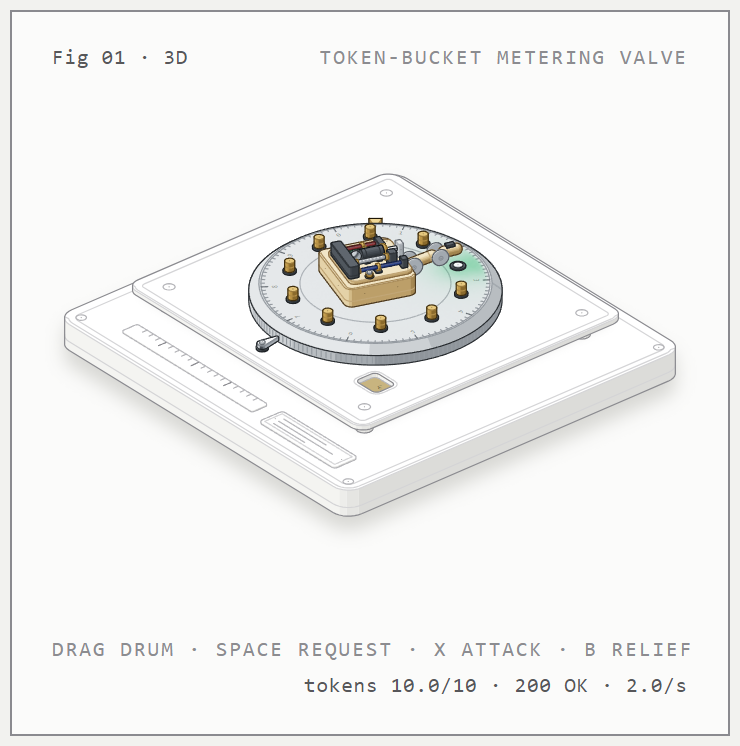 Fig 01 · 3D
TOKEN-BUCKET METERING VALVE
DRAG DRUM · SPACE REQUEST · X ATTACK · B RELIEF
tokens 10.0/10 · 200 OK · 2.0/s